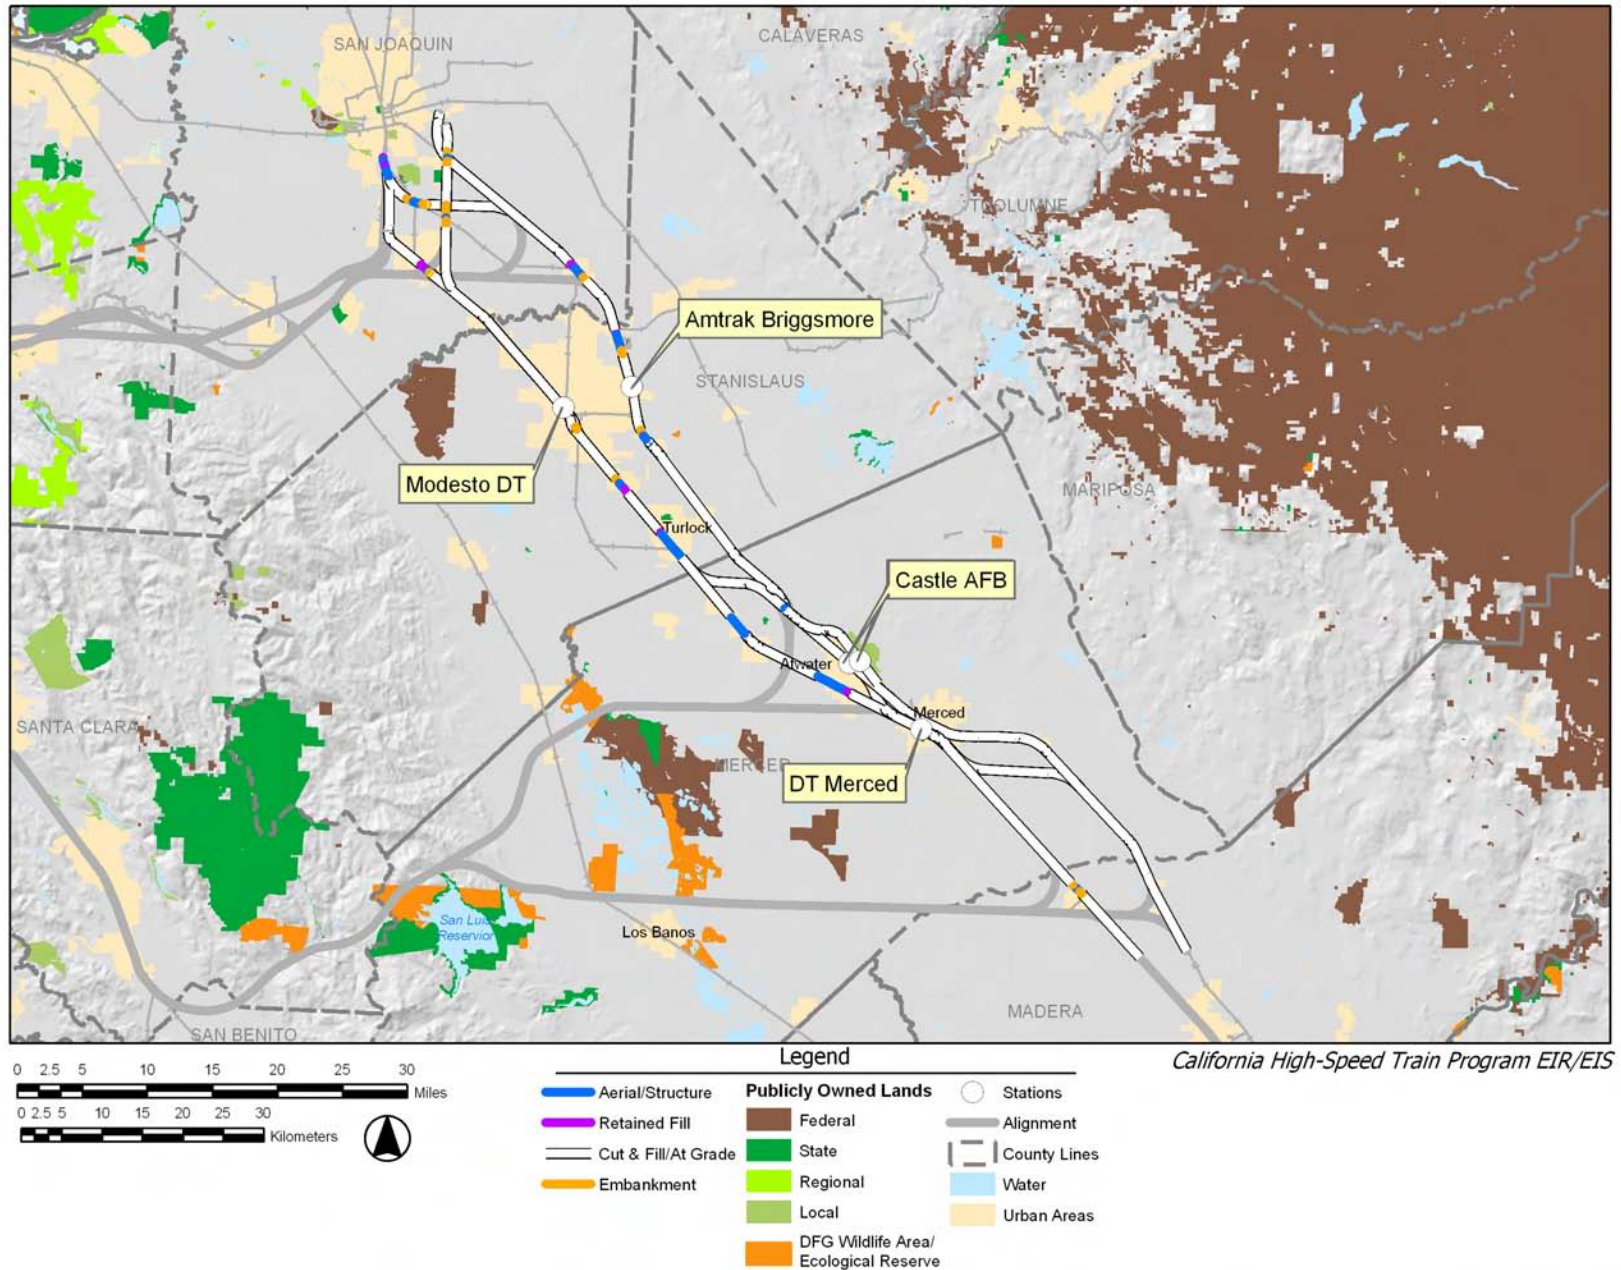 SAN JOAQUIN
CALAVERAS
TUOLUMNE
Amtrak Briggsmore
STANISLAUS
Modesto DT
MARIPOSA
Turlock
Castle AFB
Atwater
Merced
SANTA CLARA
MERCED
DT Merced
San Luis
Reservior
Los Banos
MADERA
SAN BENITO
California High-Speed Train Program EIR/EIS
0 2.5 5 10 15 20 25 30
Miles
0 2.5 5 10 15 20 25 30
Kilometers
Legend
Aerial/Structure
Retained Fill
Cut & Fill/At Grade
Embankment
Publicly Owned Lands
Federal
State
Regional
Local
DFG Wildlife Area/
Ecological Reserve
Stations
Alignment
County Lines
Water
Urban Areas